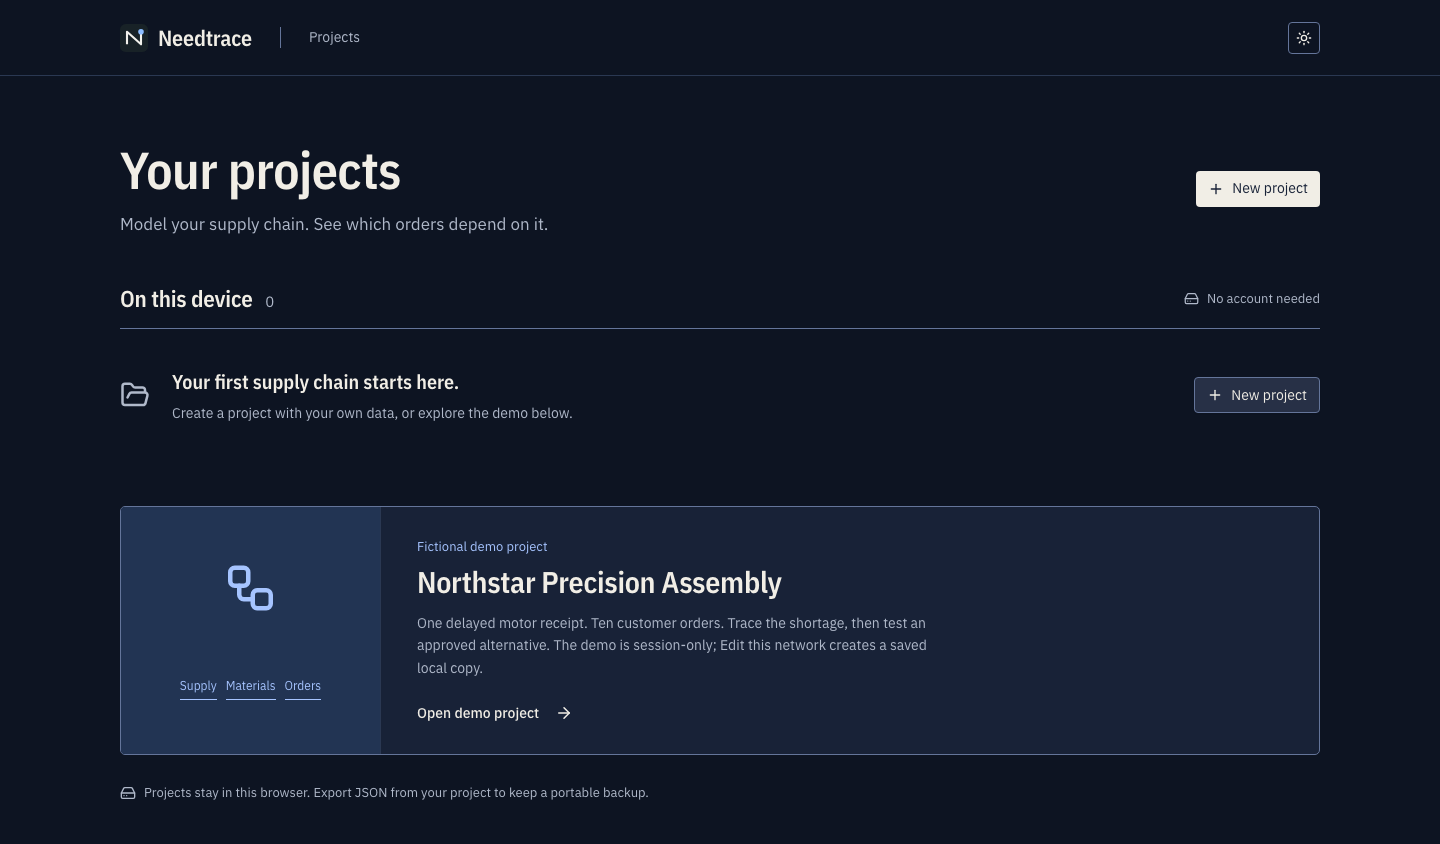 Needtrace
Projects
Your projects
New project
Model your supply chain. See which orders depend on it.
On this device 0
No account needed
Your first supply chain starts here.
Create a project with your own data, or explore the demo below.
New project
Fictional demo project
Northstar Precision Assembly
One delayed motor receipt. Ten customer orders. Trace the shortage, then test an
approved alternative. The demo is session-only; Edit this network creates a saved
local copy.
Supply Materials Orders
Open demo project
Projects stay in this browser. Export JSON from your project to keep a portable backup.